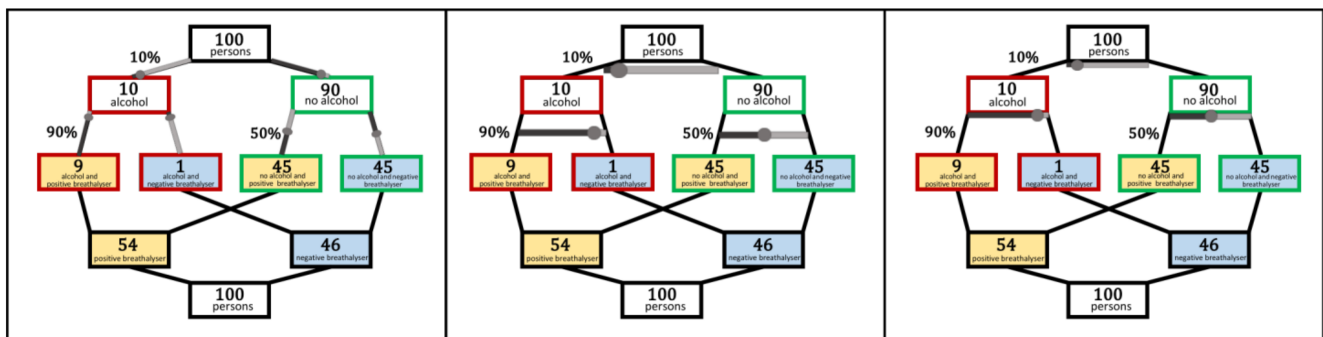 100
persons
10%
10
alcohol
90
no alcohol
90%
50%
9
alcohol and
positive breathalyser
1
alcohol and
negative breathalyser
45
no alcohol and
positive breathalyser
45
no alcohol and negative
breathalyser
54
positive breathalyser
46
negative breathalyser
100
persons
100
persons
10%
10
alcohol
90
no alcohol
90%
50%
9
alcohol and
positive breathalyser
1
alcohol and
negative breathalyser
45
no alcohol and
positive breathalyser
45
no alcohol and negative
breathalyser
54
positive breathalyser
46
negative breathalyser
100
persons
100
persons
10%
10
alcohol
90
no alcohol
90%
50%
9
alcohol and
positive breathalyser
1
alcohol and
negative breathalyser
45
no alcohol and
positive breathalyser
45
no alcohol and negative
breathalyser
54
positive breathalyser
46
negative breathalyser
100
persons